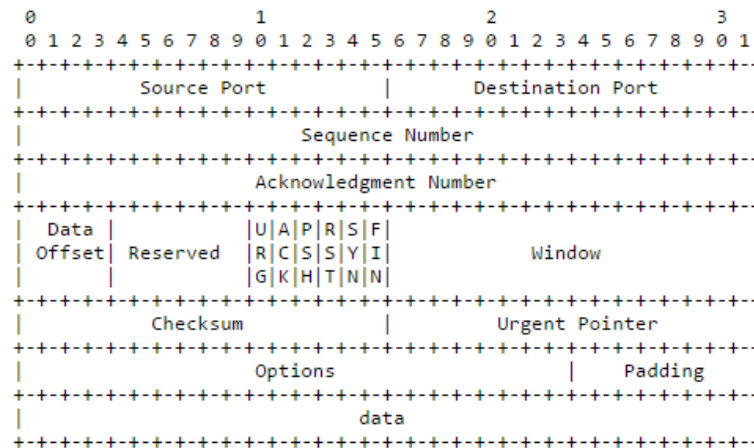 0                   1                   2                   3
0 1 2 3 4 5 6 7 8 9 0 1 2 3 4 5 6 7 8 9 0 1 2 3 4 5 6 7 8 9 0 1
Source Port | Destination Port
Sequence Number
Acknowledgment Number
Data | |U|A|P|R|S|F|
Offset| Reserved |R|C|S|S|Y|I| Window
| |G|K|H|T|N|N|
Checksum | Urgent Pointer
Options | Padding
data